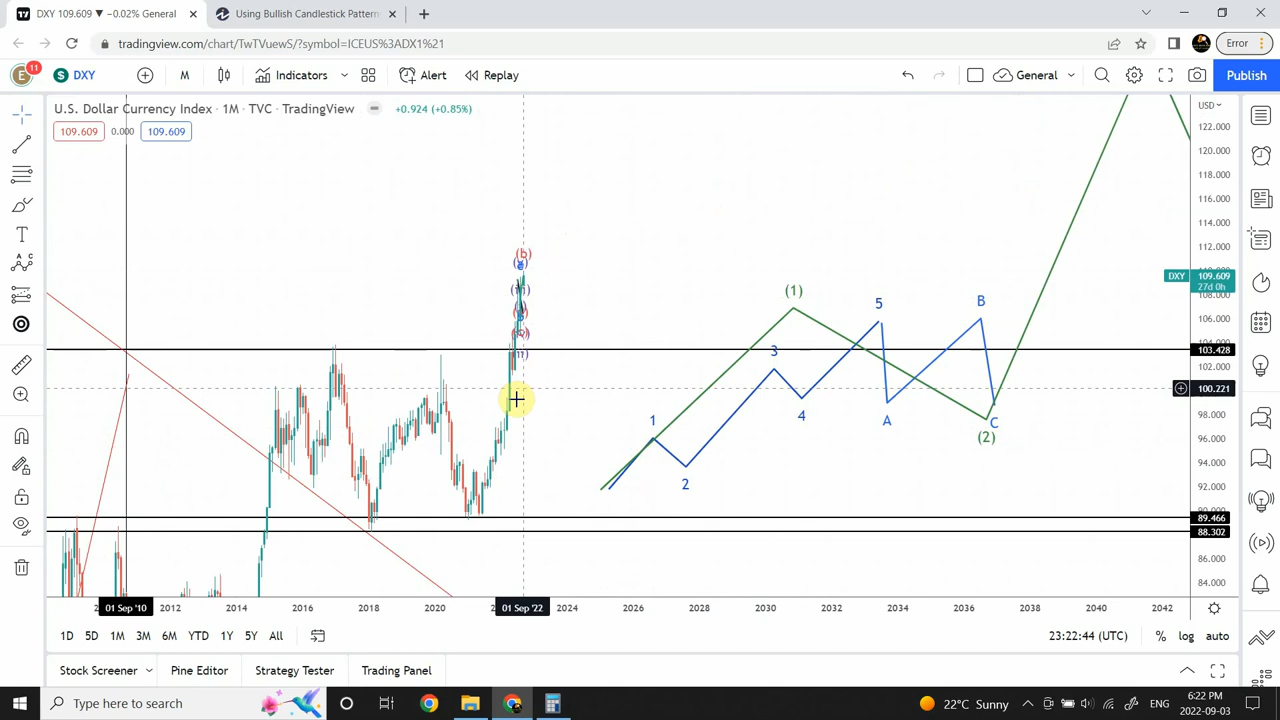 DXY 109.609 ▼ −0.02% General
Using Bullish Candlestick Pattern
tradingview.com/chart/TwTVuewS/?symbol=ICEUS%3ADX1%21
Error
E 11
S DXY
M
Indicators
Alert
Replay
General
Publish
U.S. Dollar Currency Index · 1M · TVC · TradingView
+0.924 (+0.85%)
109.609 0.000 109.609
USD
122.000
120.000
118.000
116.000
114.000
112.000
DXY 109.609
27d 0h
108.000
106.000
103.428
100.221
98.000
96.000
94.000
92.000
89.466
88.302
86.000
84.000
(b)
(1)
5
B
3
4
1
2
A
C
(2)
01 Sep '10
2012
2014
2016
2018
2020
01 Sep '22
2024
2026
2028
2030
2032
2034
2036
2038
2040
2042
1D 5D 1M 3M 6M YTD 1Y 5Y All
23:22:44 (UTC)
% log auto
Stock Screener
Pine Editor
Strategy Tester
Trading Panel
Type here to search
22°C Sunny
ENG
6:22 PM
2022-09-03